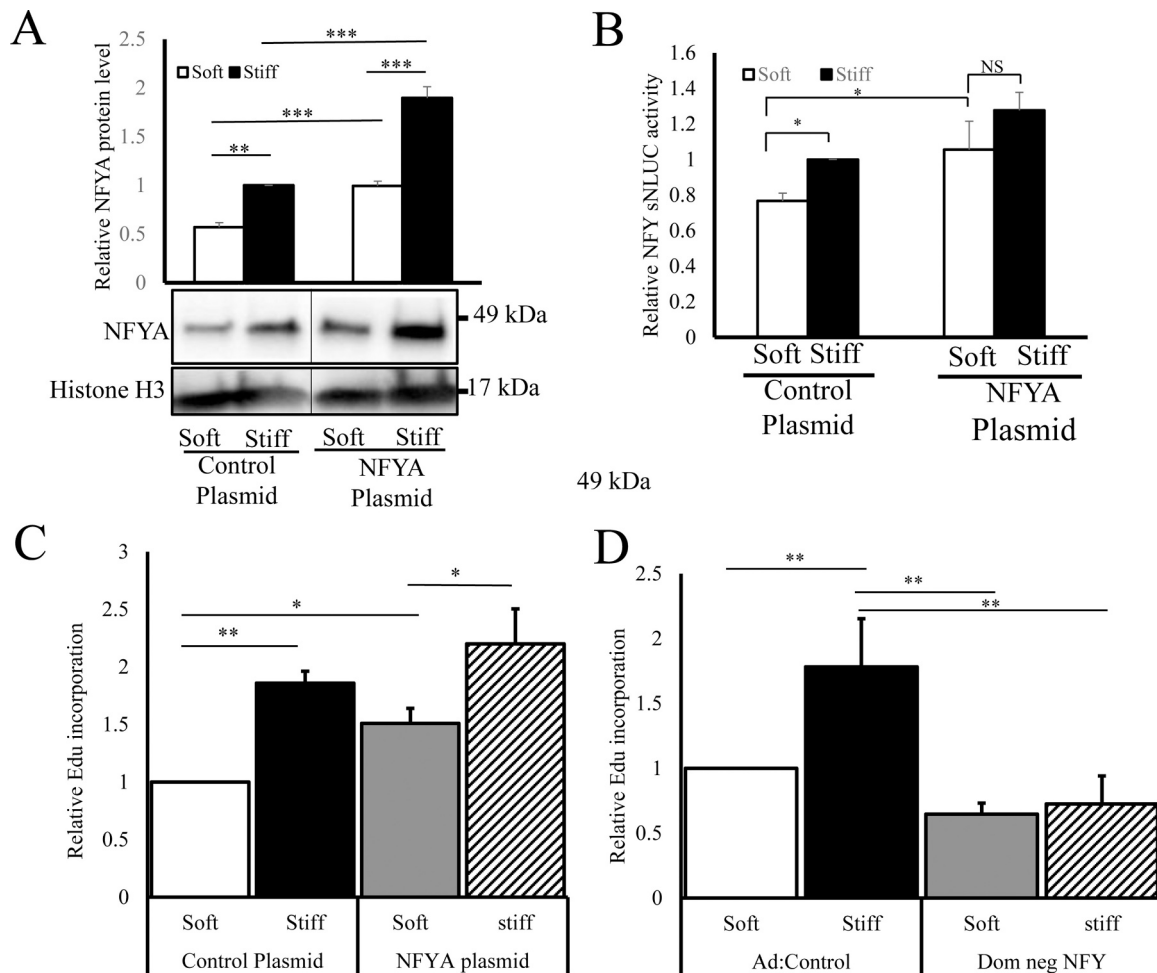 A
2.5
2
1.5
1
0.5
0
Relative NFYA protein level
Soft Stiff
***
***
***
**
NFYA
49 kDa
Histone H3
17 kDa
Soft Stiff Soft Stiff
Control Plasmid NFYA Plasmid
49 kDa
B
1.6
1.4
1.2
1
0.8
0.6
0.4
0.2
0
Relative NFY sNLUC activity
Soft Stiff
NS
*
*
Soft Stiff Soft Stiff
Control Plasmid NFYA Plasmid
C
3
2.5
2
1.5
1
0.5
0
Relative Edu incorporation
*
*
**
Soft Stiff Soft stiff
Control Plasmid NFYA plasmid
D
2.5
2
1.5
1
0.5
0
Relative Edu incorporation
**
**
**
Soft Stiff Soft stiff
Ad:Control Dom neg NFY